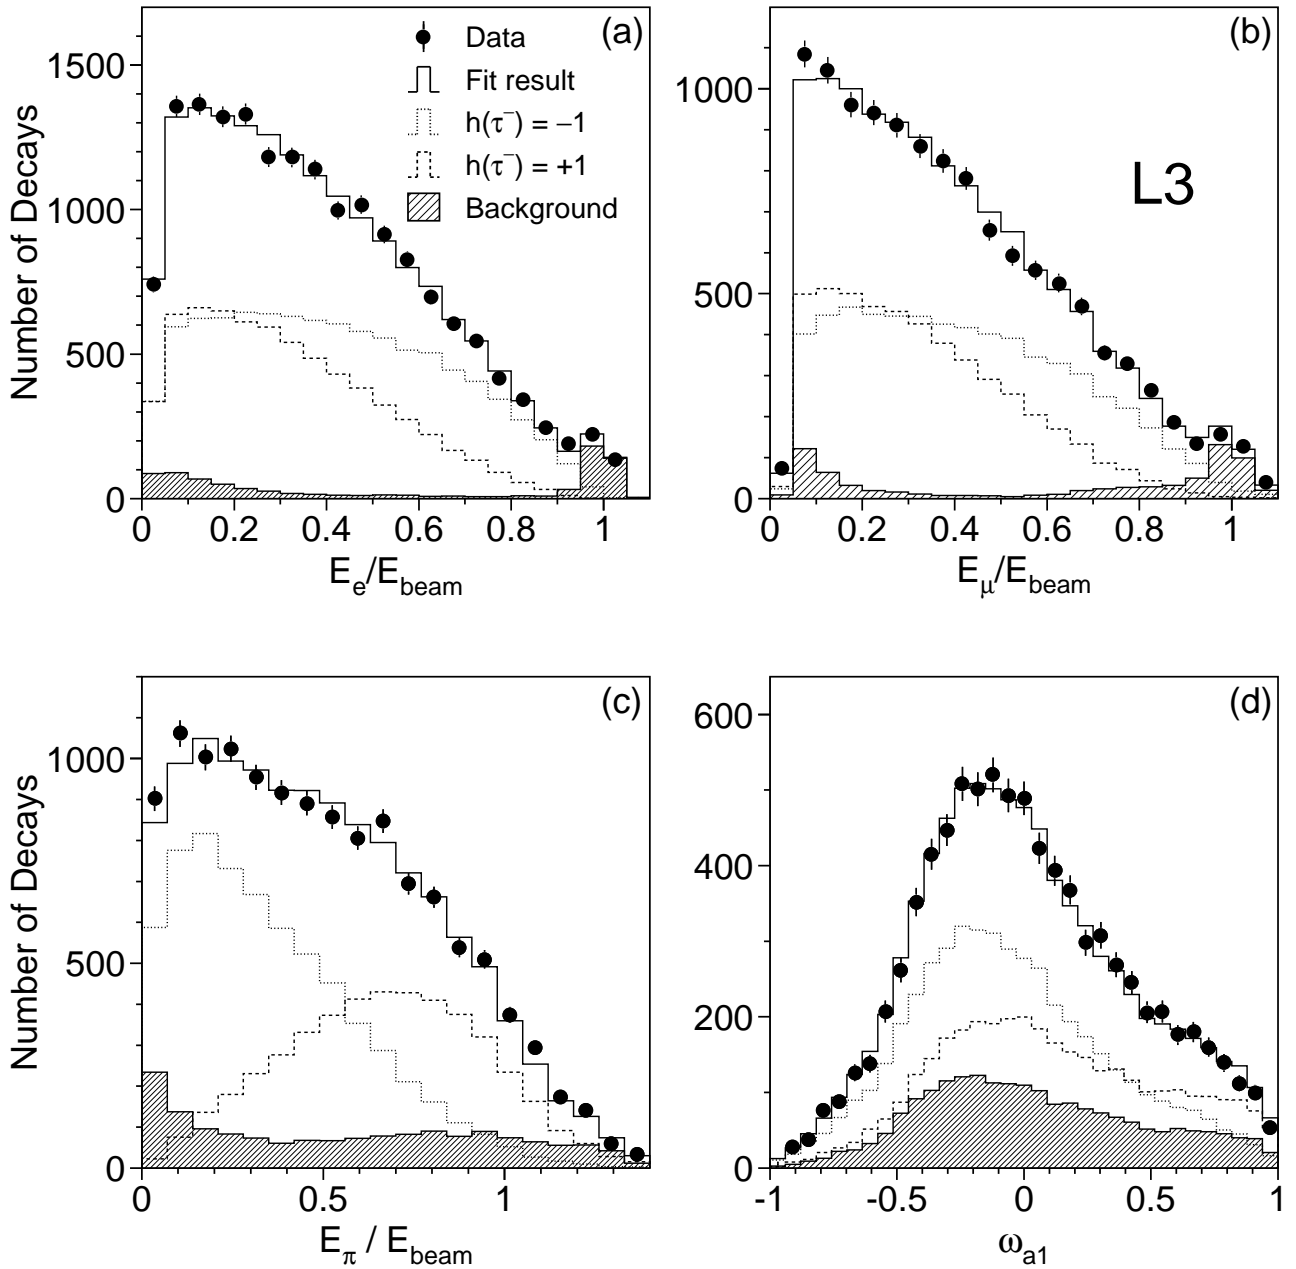 (a)
Data
Fit result
h(τ⁻) = −1
h(τ⁻) = +1
Background
Number of Decays
1500
1000
500
0
0 0.2 0.4 0.6 0.8 1
E_e/E_beam
(b)
L3
1000
500
0
0 0.2 0.4 0.6 0.8 1
E_μ/E_beam
(c)
Number of Decays
1000
500
0
0 0.5 1
E_π / E_beam
(d)
600
400
200
0
-1 -0.5 0 0.5 1
ω_a1